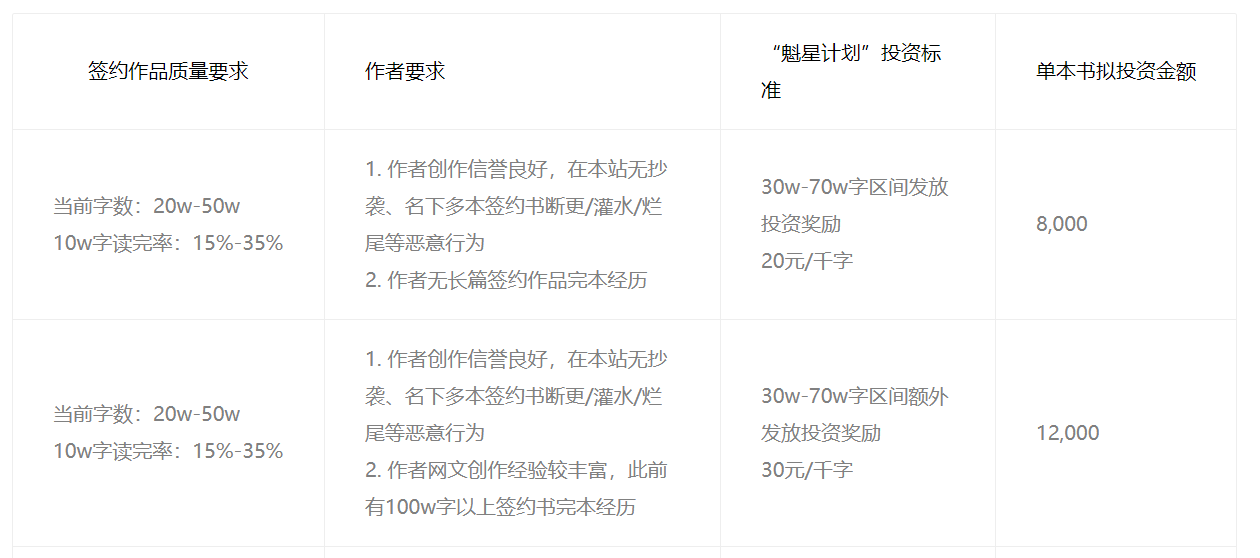 签约作品质量要求
作者要求
“魁星计划”投资标
准
单本书拟投资金额
当前字数：20w-50w
10w字读完率：15%-35%
1. 作者创作信誉良好，在本站无抄
袭、名下多本签约书断更/灌水/烂
尾等恶意行为
2. 作者无长篇签约作品完本经历
30w-70w字区间发放
投资奖励
20元/千字
8,000
当前字数：20w-50w
10w字读完率：15%-35%
1. 作者创作信誉良好，在本站无抄
袭、名下多本签约书断更/灌水/烂
尾等恶意行为
2. 作者网文创作经验较丰富，此前
有100w字以上签约书完本经历
30w-70w字区间额外
发放投资奖励
30元/千字
12,000